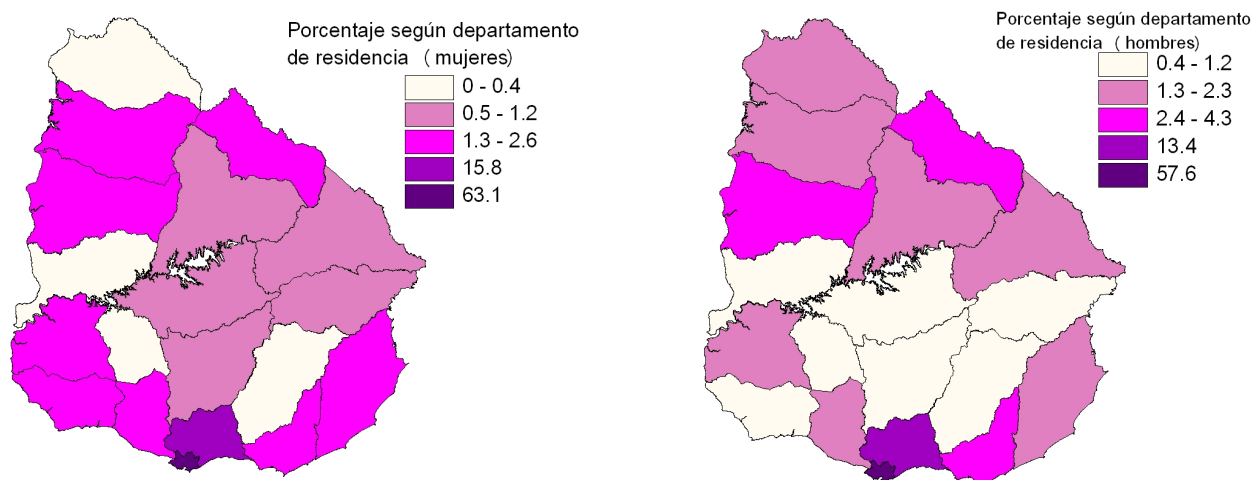 Porcentaje según departamento
de residencia ( mujeres)
0 - 0.4
0.5 - 1.2
1.3 - 2.6
15.8
63.1
Porcentaje según departamento
de residencia ( hombres)
0.4 - 1.2
1.3 - 2.3
2.4 - 4.3
13.4
57.6